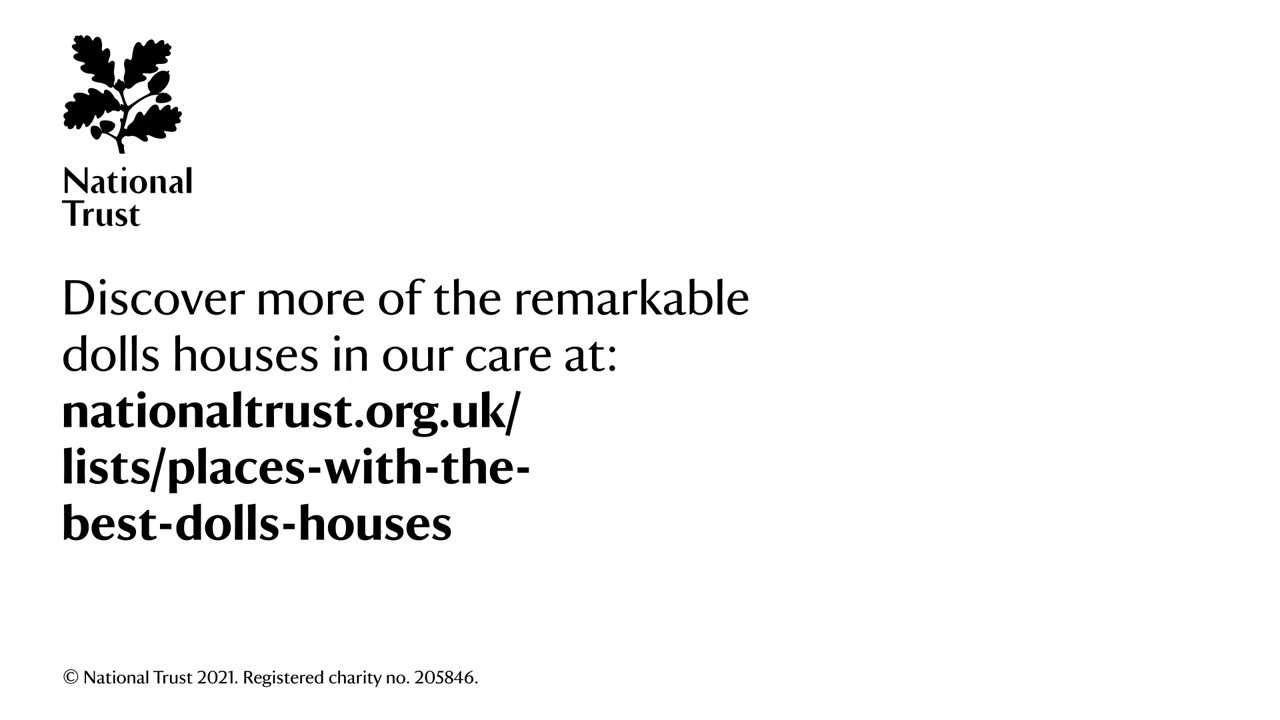 National
Trust
Discover more of the remarkable
dolls houses in our care at:
nationaltrust.org.uk/
lists/places-with-the-
best-dolls-houses
© National Trust 2021. Registered charity no. 205846.